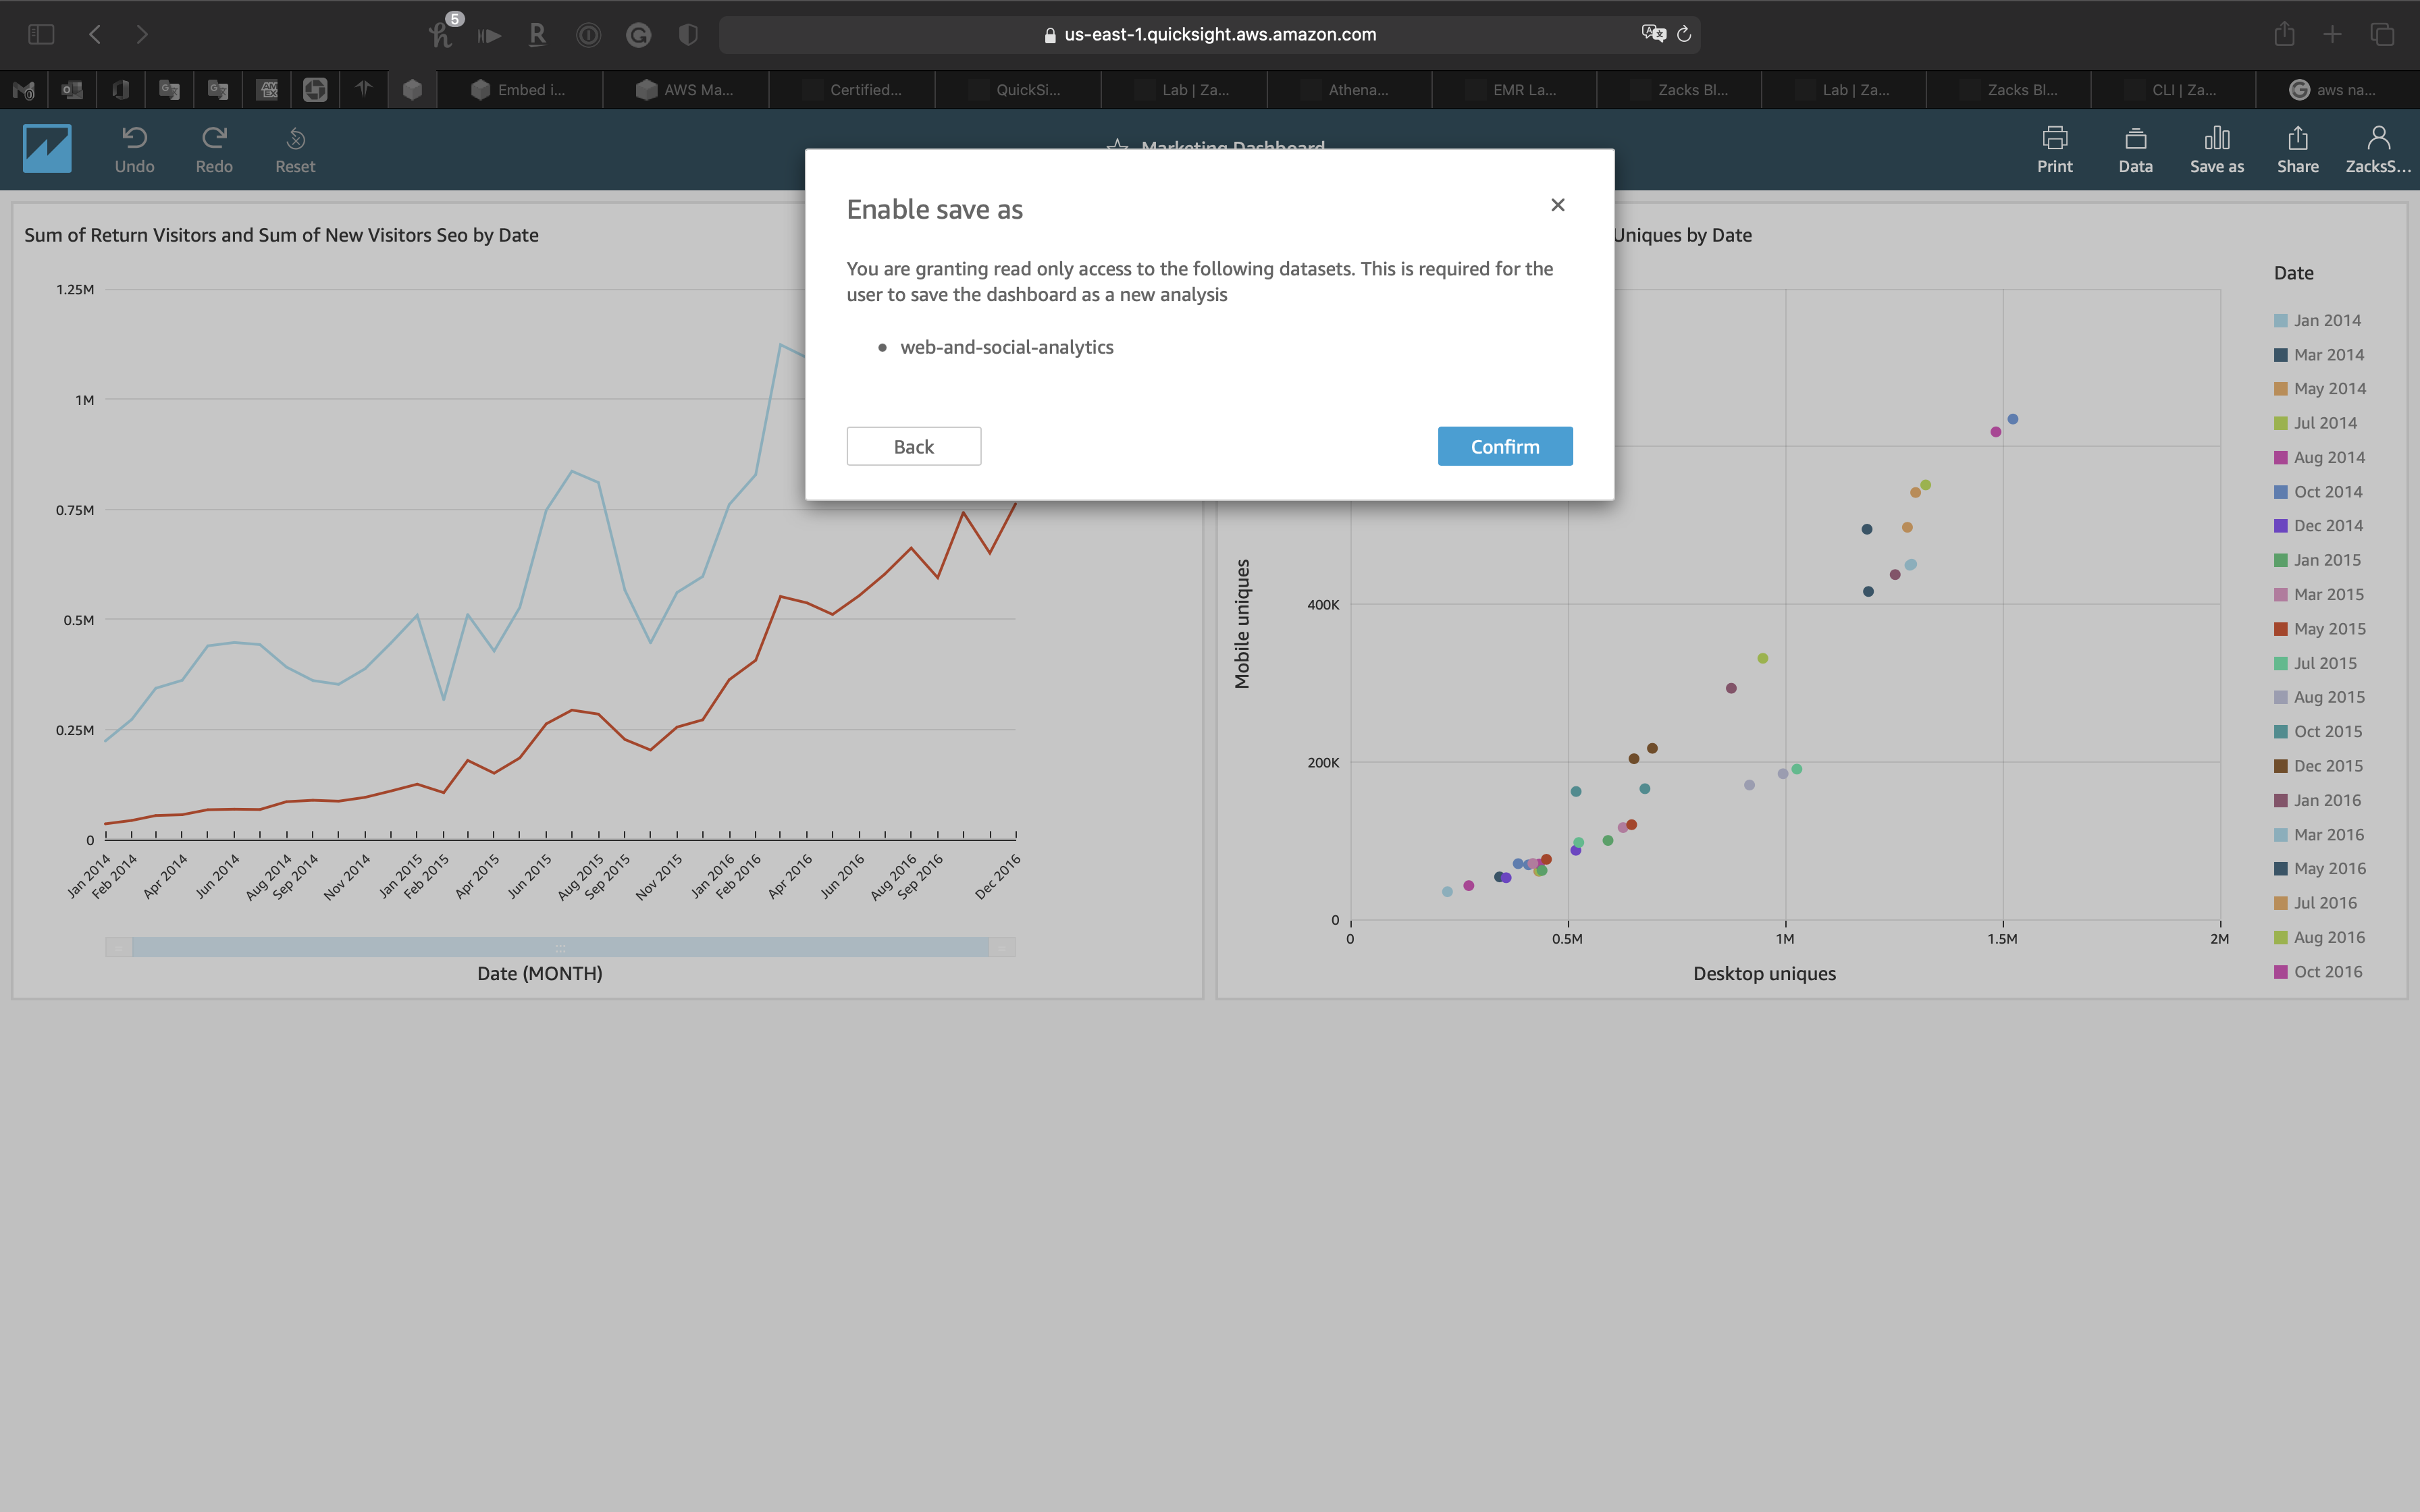 5
us-east-1.quicksight.aws.amazon.com
Embed i...
AWS Ma...
Certified...
QuickSi...
Lab | Za...
Athena...
EMR La...
Zacks Bl...
Lab | Za...
Zacks Bl...
CLI | Za...
aws na...
Undo
Redo
Reset
Marketing Dashboard
Print
Data
Save as
Share
ZacksS...
Enable save as
You are granting read only access to the following datasets. This is required for the
user to save the dashboard as a new analysis
web-and-social-analytics
Back
Confirm
Sum of Return Visitors and Sum of New Visitors Seo by Date
1.25M
1M
0.75M
0.5M
0.25M
0
Jan 2014
Feb 2014
Apr 2014
Jun 2014
Aug 2014
Sep 2014
Nov 2014
Jan 2015
Feb 2015
Apr 2015
Jun 2015
Aug 2015
Sep 2015
Nov 2015
Jan 2016
Feb 2016
Apr 2016
Jun 2016
Aug 2016
Sep 2016
Dec 2016
Date (MONTH)
Uniques by Date
Mobile uniques
400K
200K
0
0
0.5M
1M
1.5M
2M
Desktop uniques
Date
Jan 2014
Mar 2014
May 2014
Jul 2014
Aug 2014
Oct 2014
Dec 2014
Jan 2015
Mar 2015
May 2015
Jul 2015
Aug 2015
Oct 2015
Dec 2015
Jan 2016
Mar 2016
May 2016
Jul 2016
Aug 2016
Oct 2016